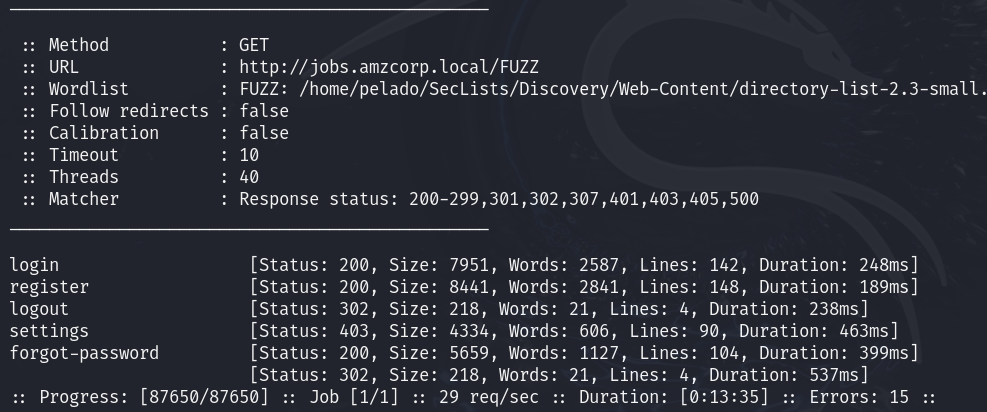 :: Method           : GET
:: URL              : http://jobs.amzcorp.local/FUZZ
:: Wordlist         : FUZZ: /home/pelado/SecLists/Discovery/Web-Content/directory-list-2.3-small.
:: Follow redirects : false
:: Calibration      : false
:: Timeout          : 10
:: Threads          : 40
:: Matcher          : Response status: 200-299,301,302,307,401,403,405,500
login                   [Status: 200, Size: 7951, Words: 2587, Lines: 142, Duration: 248ms]
register                [Status: 200, Size: 8441, Words: 2841, Lines: 148, Duration: 189ms]
logout                  [Status: 302, Size: 218, Words: 21, Lines: 4, Duration: 238ms]
settings                [Status: 403, Size: 4334, Words: 606, Lines: 90, Duration: 463ms]
forgot-password         [Status: 200, Size: 5659, Words: 1127, Lines: 104, Duration: 399ms]
                        [Status: 302, Size: 218, Words: 21, Lines: 4, Duration: 537ms]
:: Progress: [87650/87650] :: Job [1/1] :: 29 req/sec :: Duration: [0:13:35] :: Errors: 15 ::